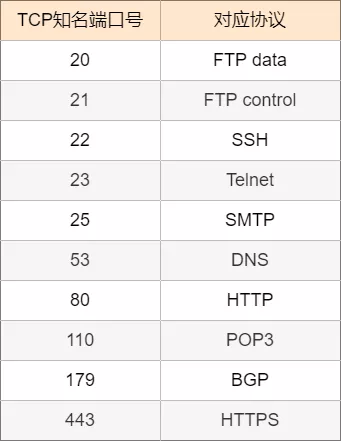 TCP知名端口号 对应协议
20 FTP data
21 FTP control
22 SSH
23 Telnet
25 SMTP
53 DNS
80 HTTP
110 POP3
179 BGP
443 HTTPS